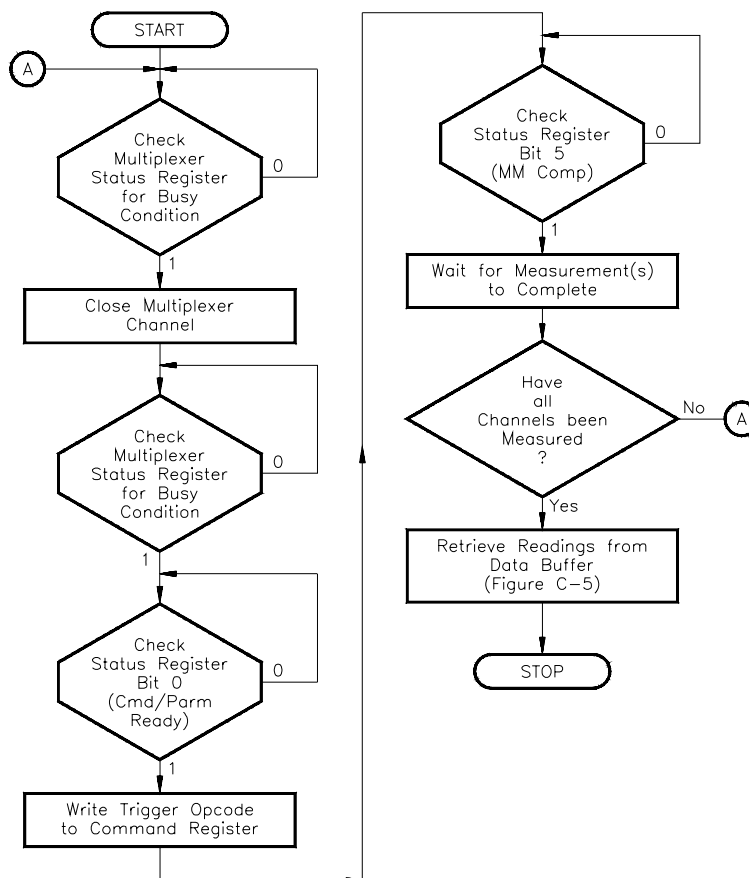 START
A
Check
Multiplexer
Status Register
for Busy
Condition
0
1
Close Multiplexer
Channel
Check
Multiplexer
Status Register
for Busy
Condition
0
1
Check
Status Register
Bit 0
(Cmd/Parm
Ready)
0
1
Write Trigger Opcode
to Command Register
Check
Status Register
Bit 5
(MM Comp)
0
1
Wait for Measurement(s)
to Complete
Have
all
Channels been
Measured
?
No
A
Yes
Retrieve Readings from
Data Buffer
(Figure C-5)
STOP